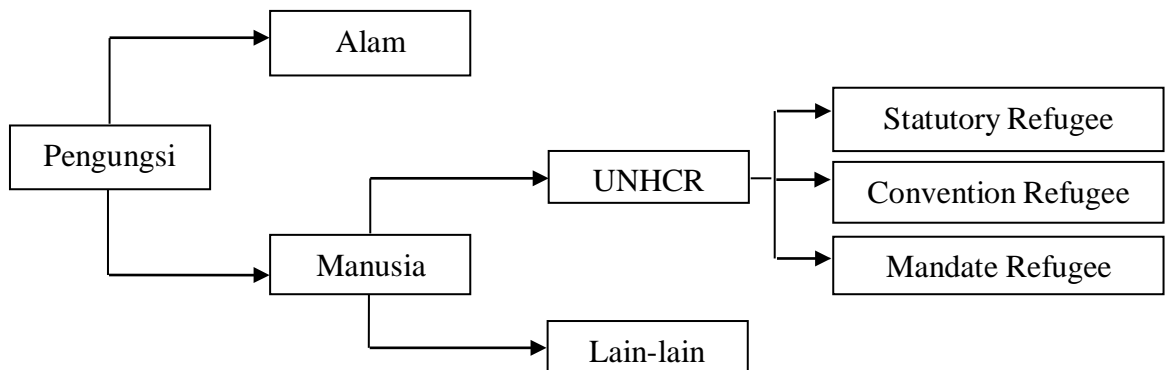 Alam
Pengungsi
Manusia
UNHCR
Lain-lain
Statutory Refugee
Convention Refugee
Mandate Refugee